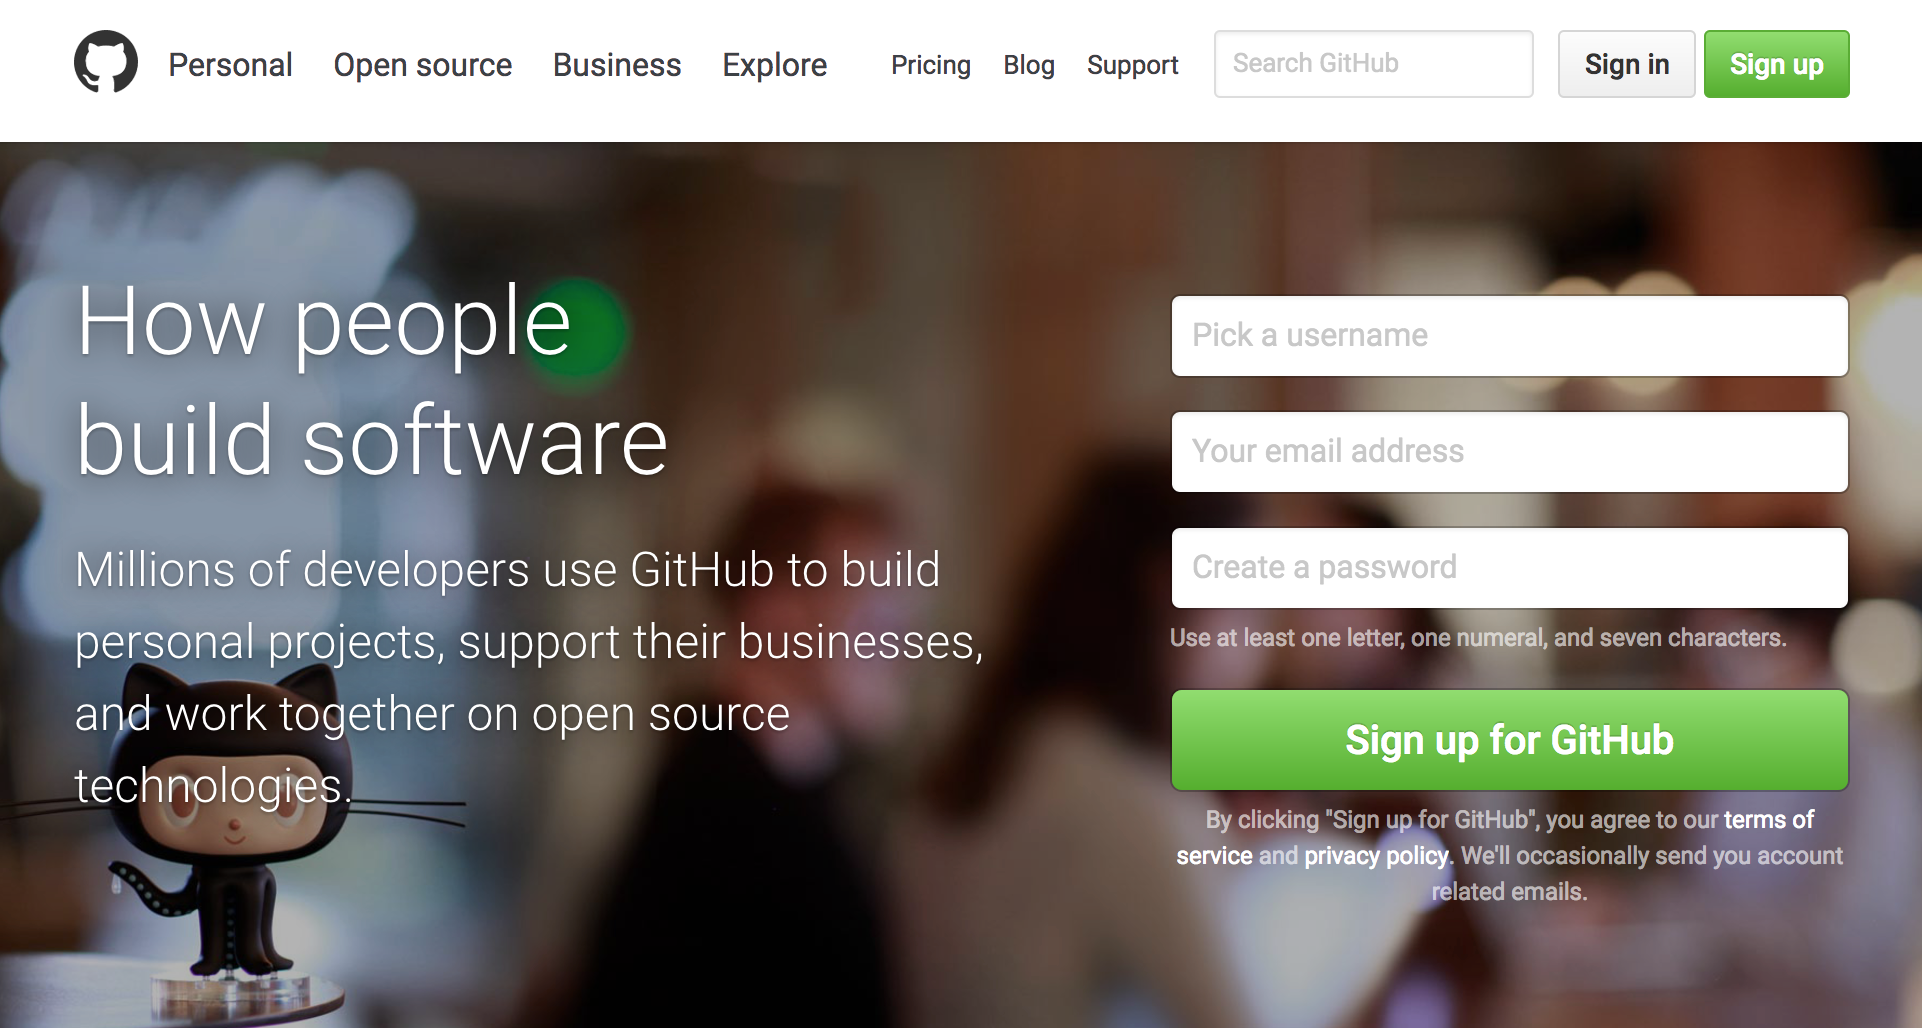 Personal
Open source
Business
Explore
Pricing
Blog
Support
Search GitHub
Sign in
Sign up
How people
build software
Millions of developers use GitHub to build
personal projects, support their businesses,
and work together on open source
technologies.
Pick a username
Your email address
Create a password
Use at least one letter, one numeral, and seven characters.
Sign up for GitHub
By clicking "Sign up for GitHub", you agree to our terms of
service and privacy policy. We'll occasionally send you account
related emails.